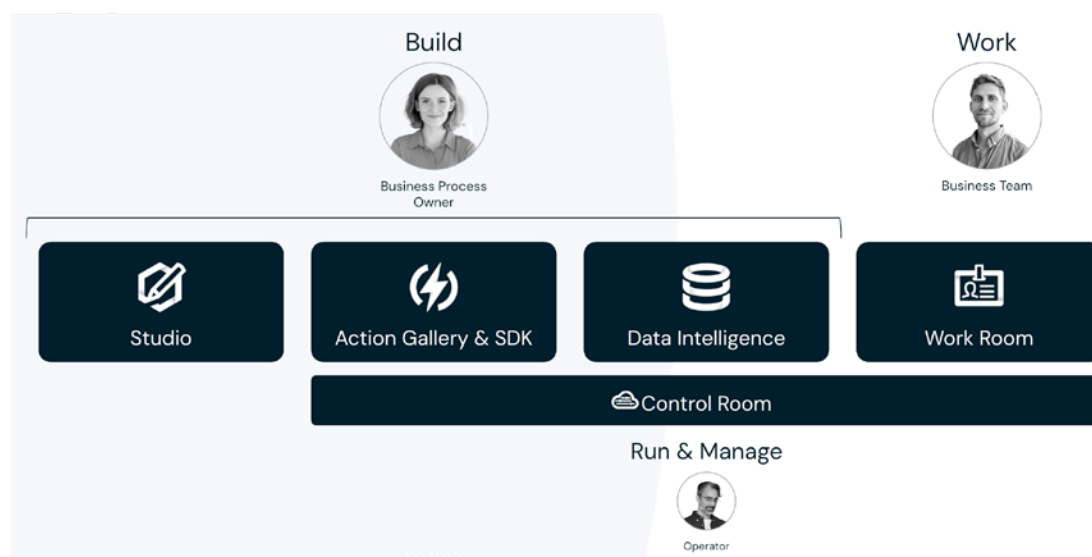 Build
Work
Business Process
Owner
Business Team
Studio
Action Gallery & SDK
Data Intelligence
Work Room
Control Room
Run & Manage
Operator